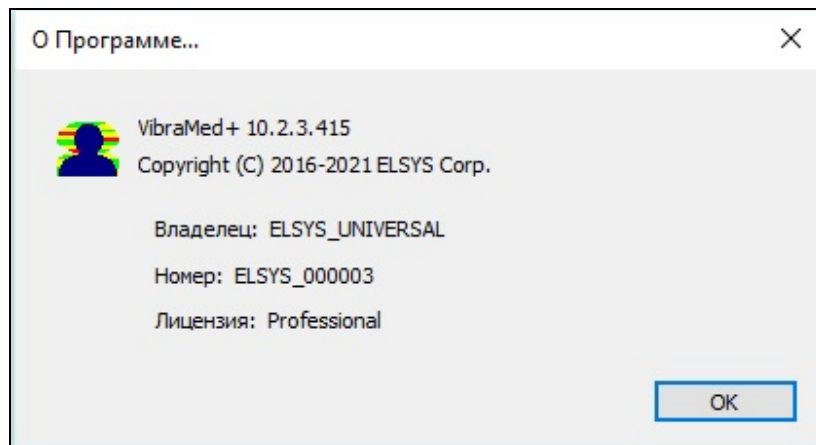 О Программе...
VibraMed+ 10.2.3.415
Copyright (C) 2016-2021 ELSYS Corp.
Владелец: ELSYS_UNIVERSAL
Номер: ELSYS_000003
Лицензия: Professional
OK